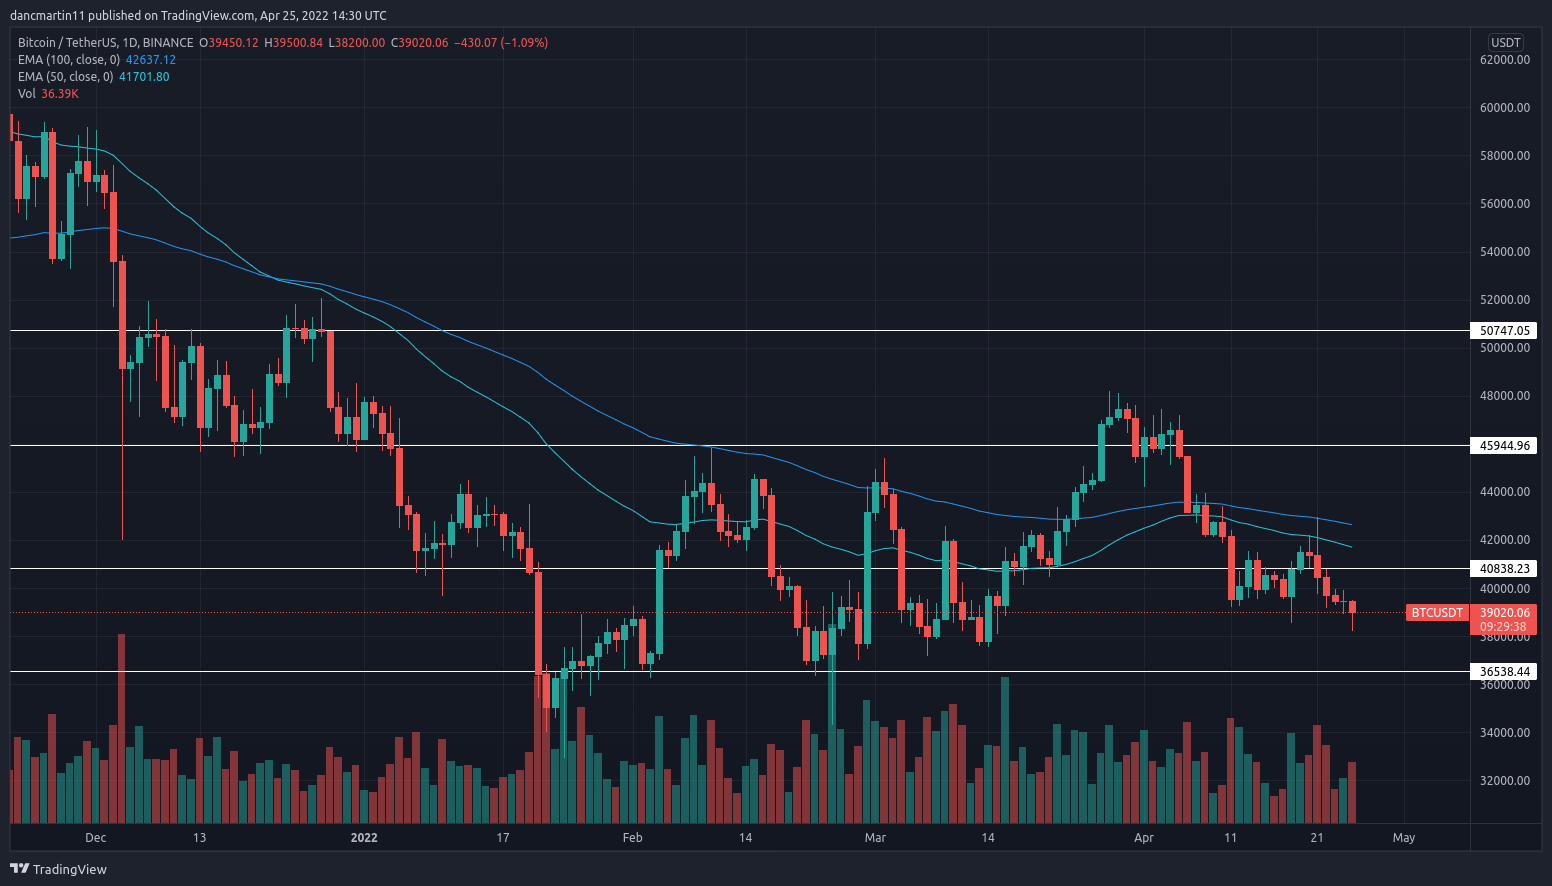 dancmartin11 published on TradingView.com, Apr 25, 2022 14:30 UTC
Bitcoin / TetherUS, 1D, BINANCE O39450.12 H39500.84 L38200.00 C39020.06 −430.07 (−1.09%)
EMA (100, close, 0) 42637.12
EMA (50, close, 0) 41701.80
Vol 36.39K
USDT
62000.00
60000.00
58000.00
56000.00
54000.00
52000.00
50747.05
50000.00
48000.00
45944.96
44000.00
42000.00
40838.23
40000.00
BTCUSDT 39020.06
09:29:38
38000.00
36538.44
36000.00
34000.00
32000.00
Dec 13 2022 17 Feb 14 Mar 14 Apr 11 21 May
TradingView